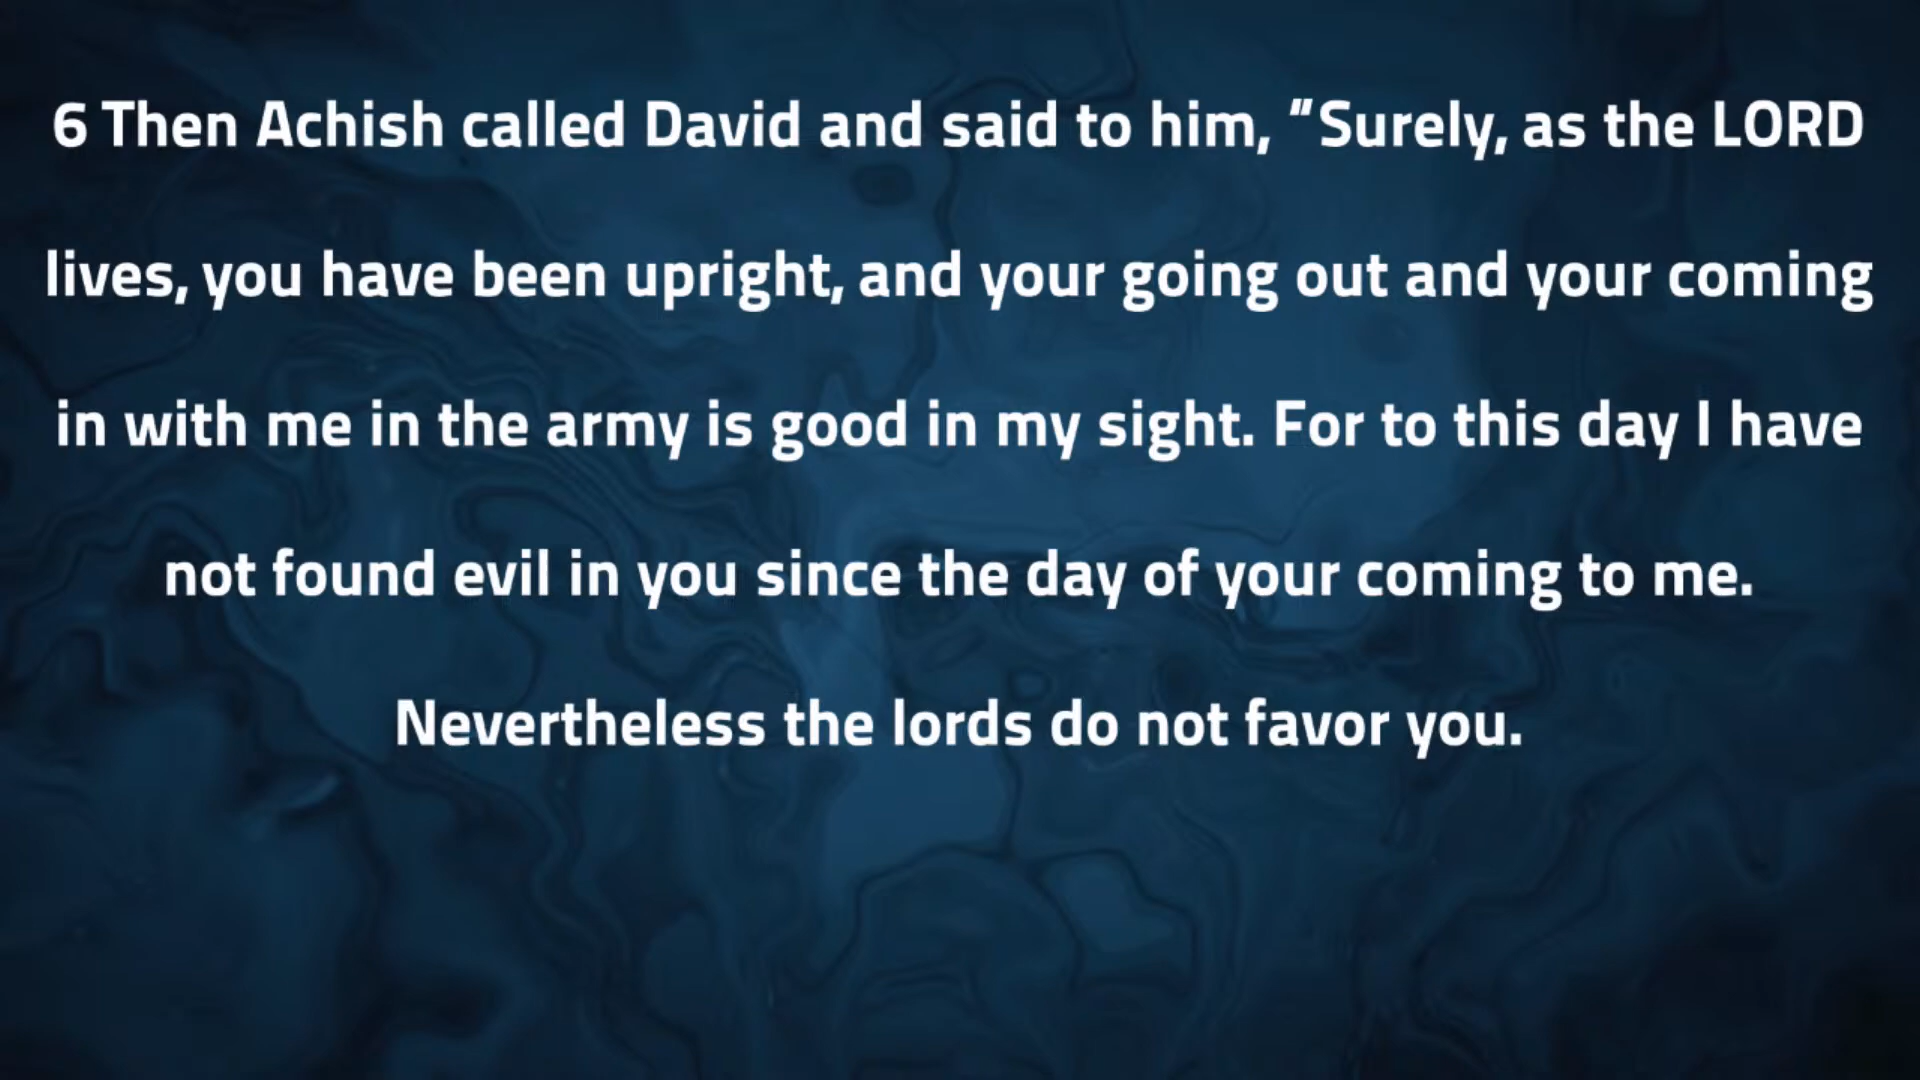 6 Then Achish called David and said to him, "Surely, as the LORD
lives, you have been upright, and your going out and your coming
in with me in the army is good in my sight. For to this day I have
not found evil in you since the day of your coming to me.
Nevertheless the lords do not favor you.